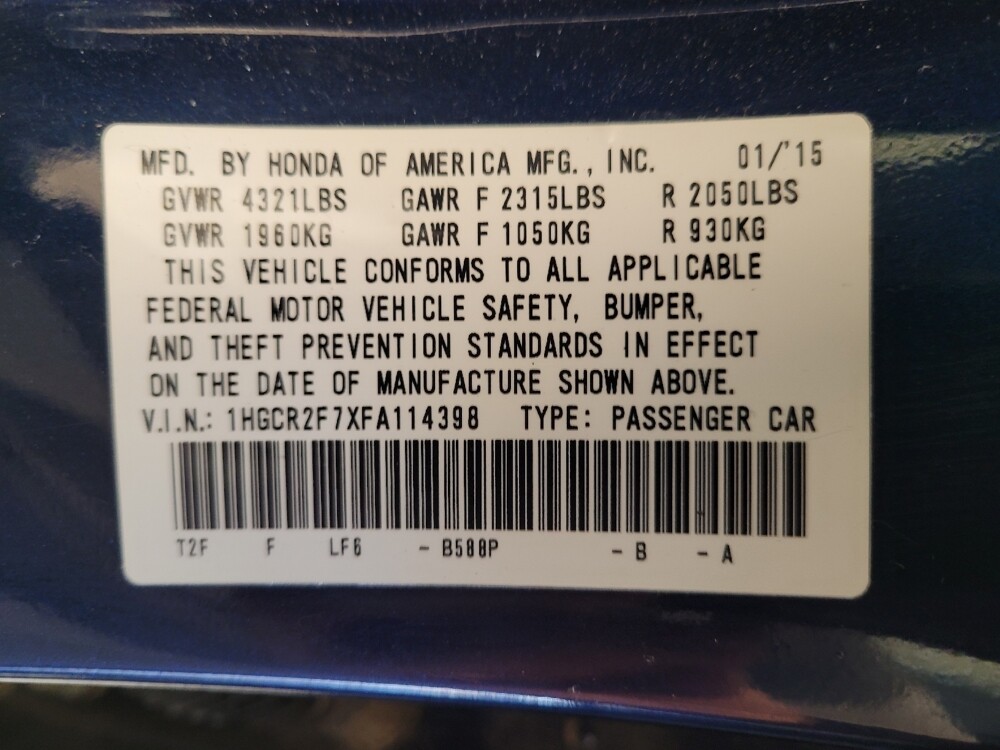 MFD. BY HONDA OF AMERICA MFG., INC. 01/'15
GVWR 4321LBS GAWR F 2315LBS R 2050LBS
GVWR 1960KG GAWR F 1050KG R 930KG
THIS VEHICLE CONFORMS TO ALL APPLICABLE
FEDERAL MOTOR VEHICLE SAFETY, BUMPER,
AND THEFT PREVENTION STANDARDS IN EFFECT
ON THE DATE OF MANUFACTURE SHOWN ABOVE.
V.I.N.: 1HGCR2F7XFA114398 TYPE: PASSENGER CAR
T2F F LF6 - B588P - B - A